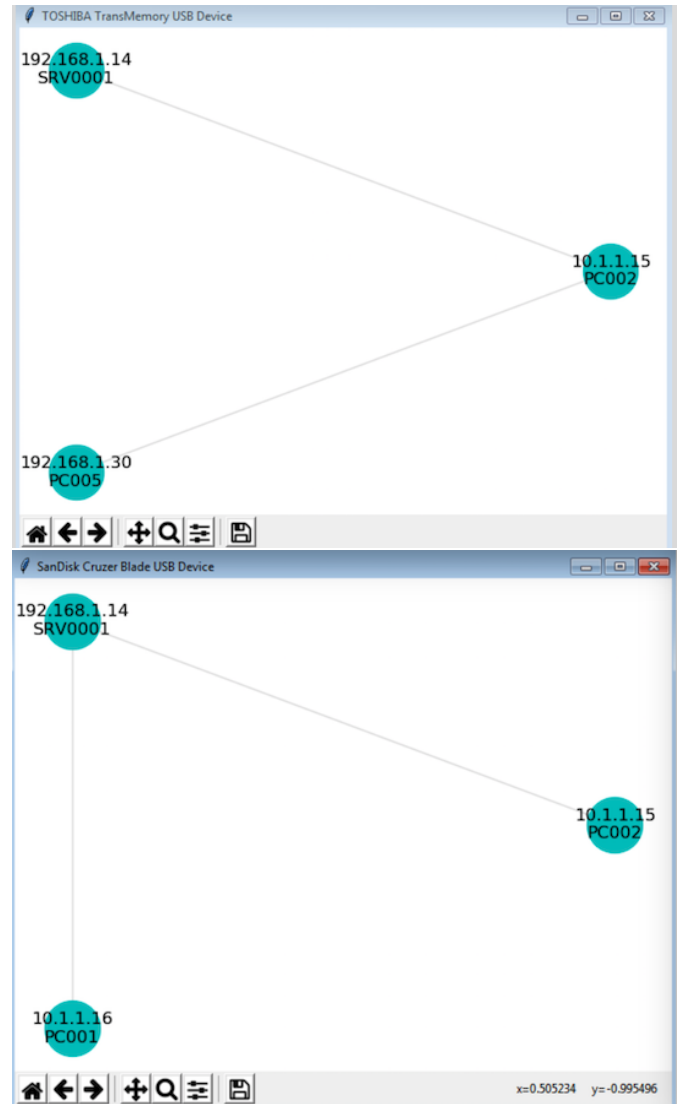 TOSHIBA TransMemory USB Device
192.168.1.14
SRV0001
10.1.1.15
PC002
192.168.1.30
PC005
SanDisk Cruzer Blade USB Device
192.168.1.14
SRV0001
10.1.1.15
PC002
10.1.1.16
PC001
x=0.505234 y=-0.995496